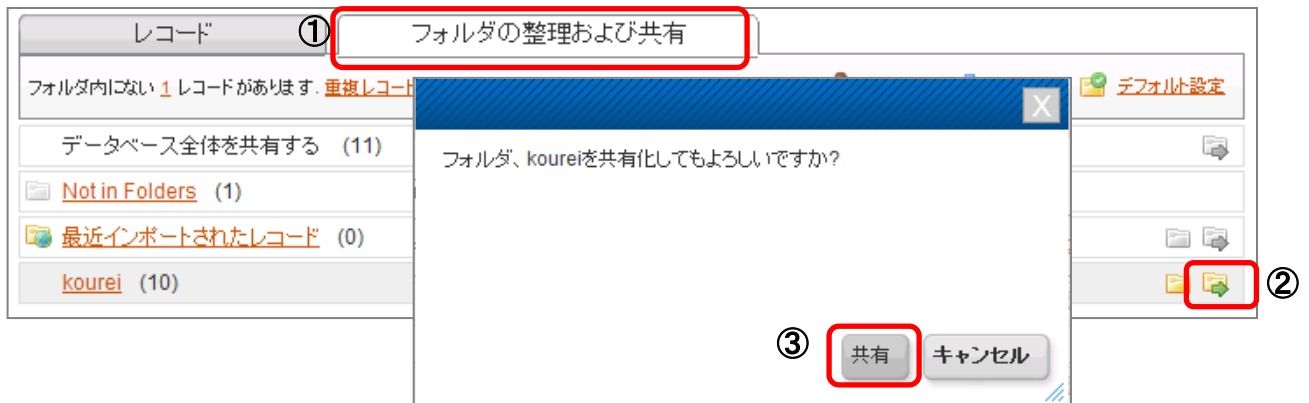 レコード
①
フォルダの整理および共有
フォルダ内にない 1 レコードがあります. 重複レコード
デフォルト設定
X
データベース全体を共有する (11)
フォルダ、koureiを共有化してもよろしいですか?
Not in Folders (1)
最近インポートされたレコード (0)
kourei (10)
②
③
共有
キャンセル